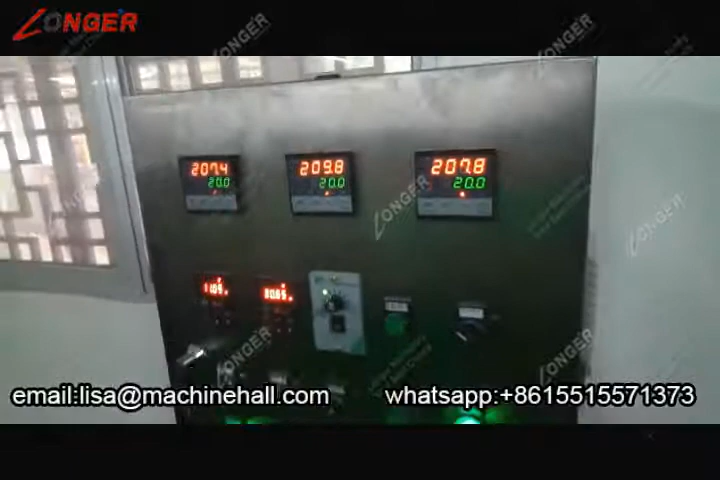 LONGER
207.4
20.0
209.8
20.0
207.8
20.0
email:lisa@machinehall.com
whatsapp:+8615515571373